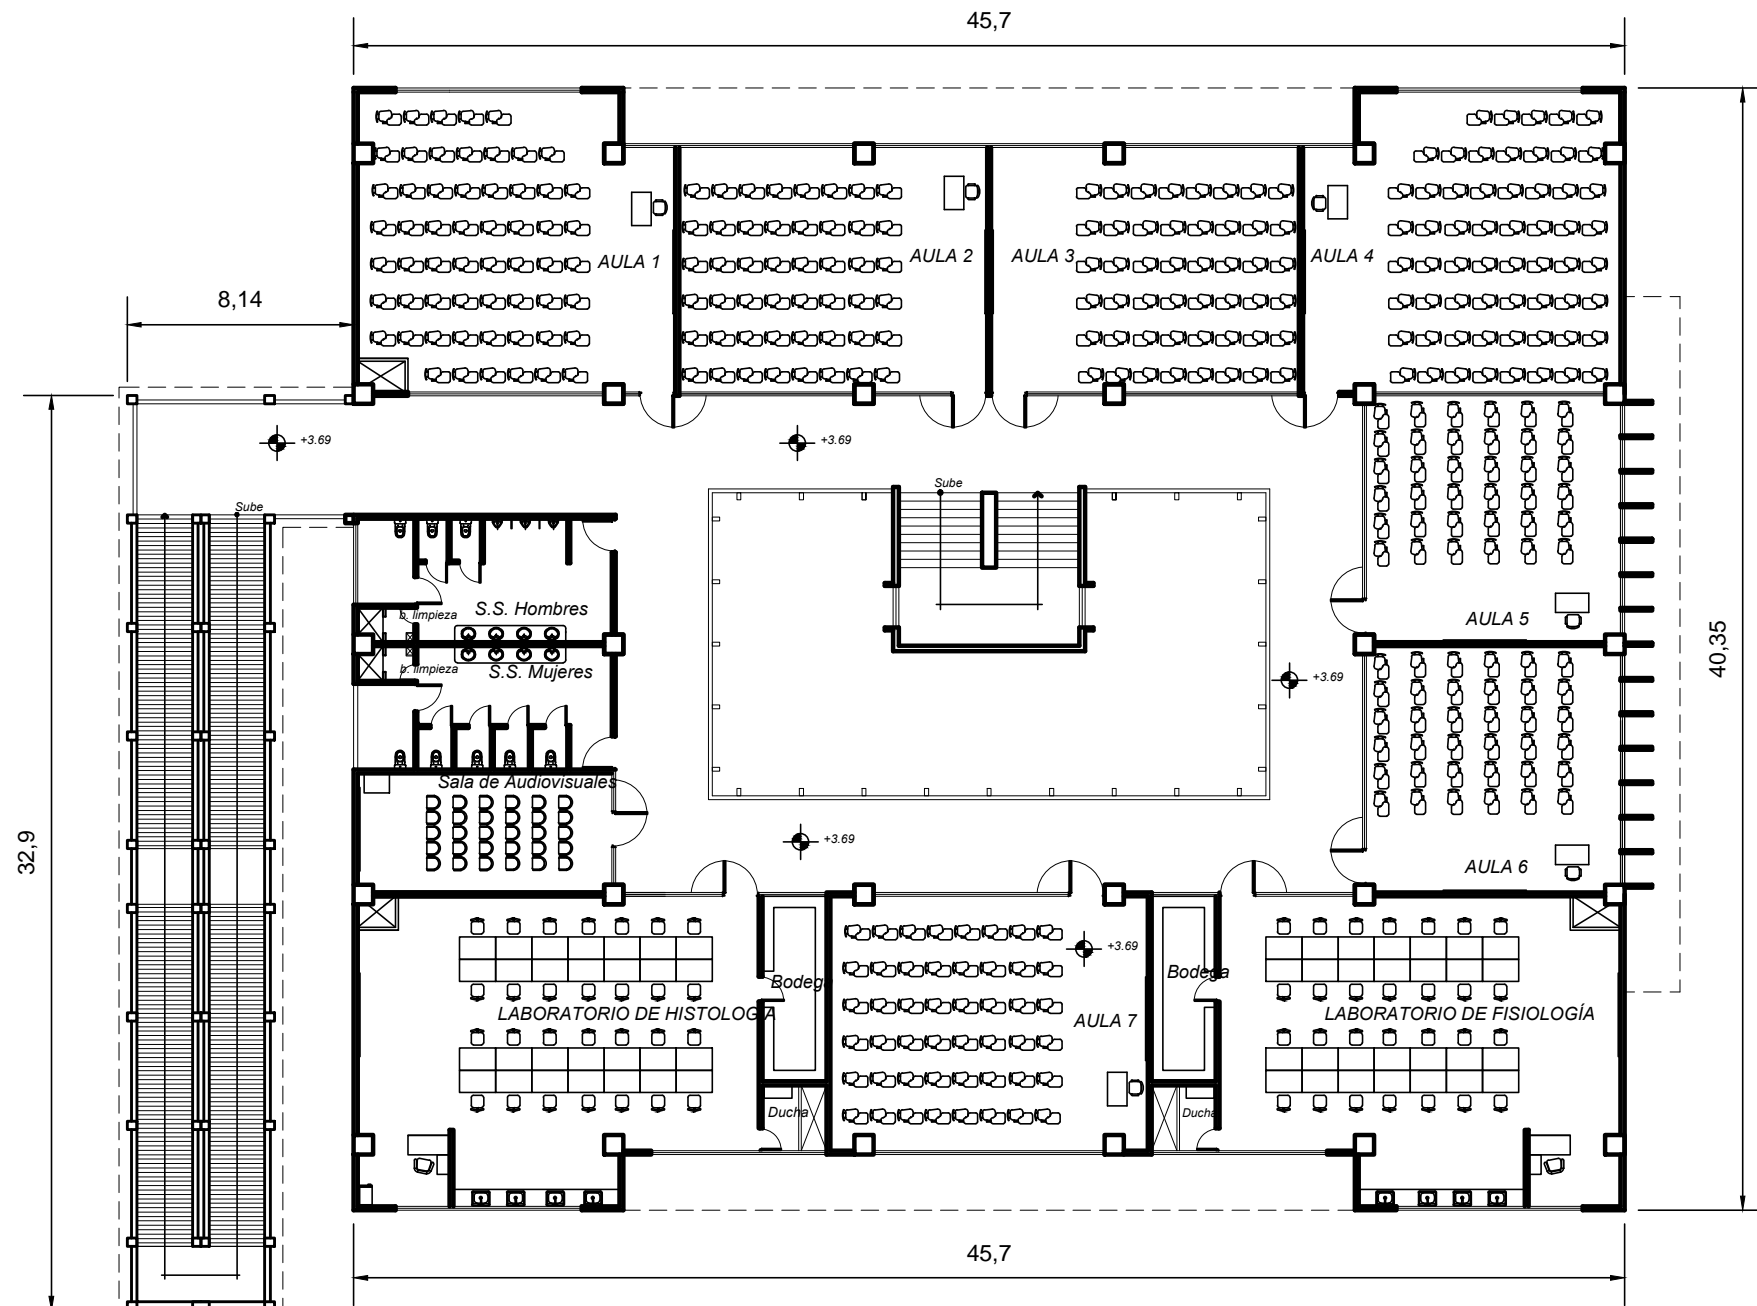 45,7
8,14
AULA 1
AULA 2
AULA 3
AULA 4
+3.69
+3.69
Sube
Sube
S.S. Hombres
b. limpieza
b. limpieza
S.S. Mujeres
AULA 5
40,35
+3.69
Sala de Audiovisuales
+3.69
32,9
AULA 6
+3.69
Bodega
Bodega
LABORATORIO DE HISTOLOGÍA
AULA 7
LABORATORIO DE FISIOLOGÍA
Ducha
Ducha
45,7